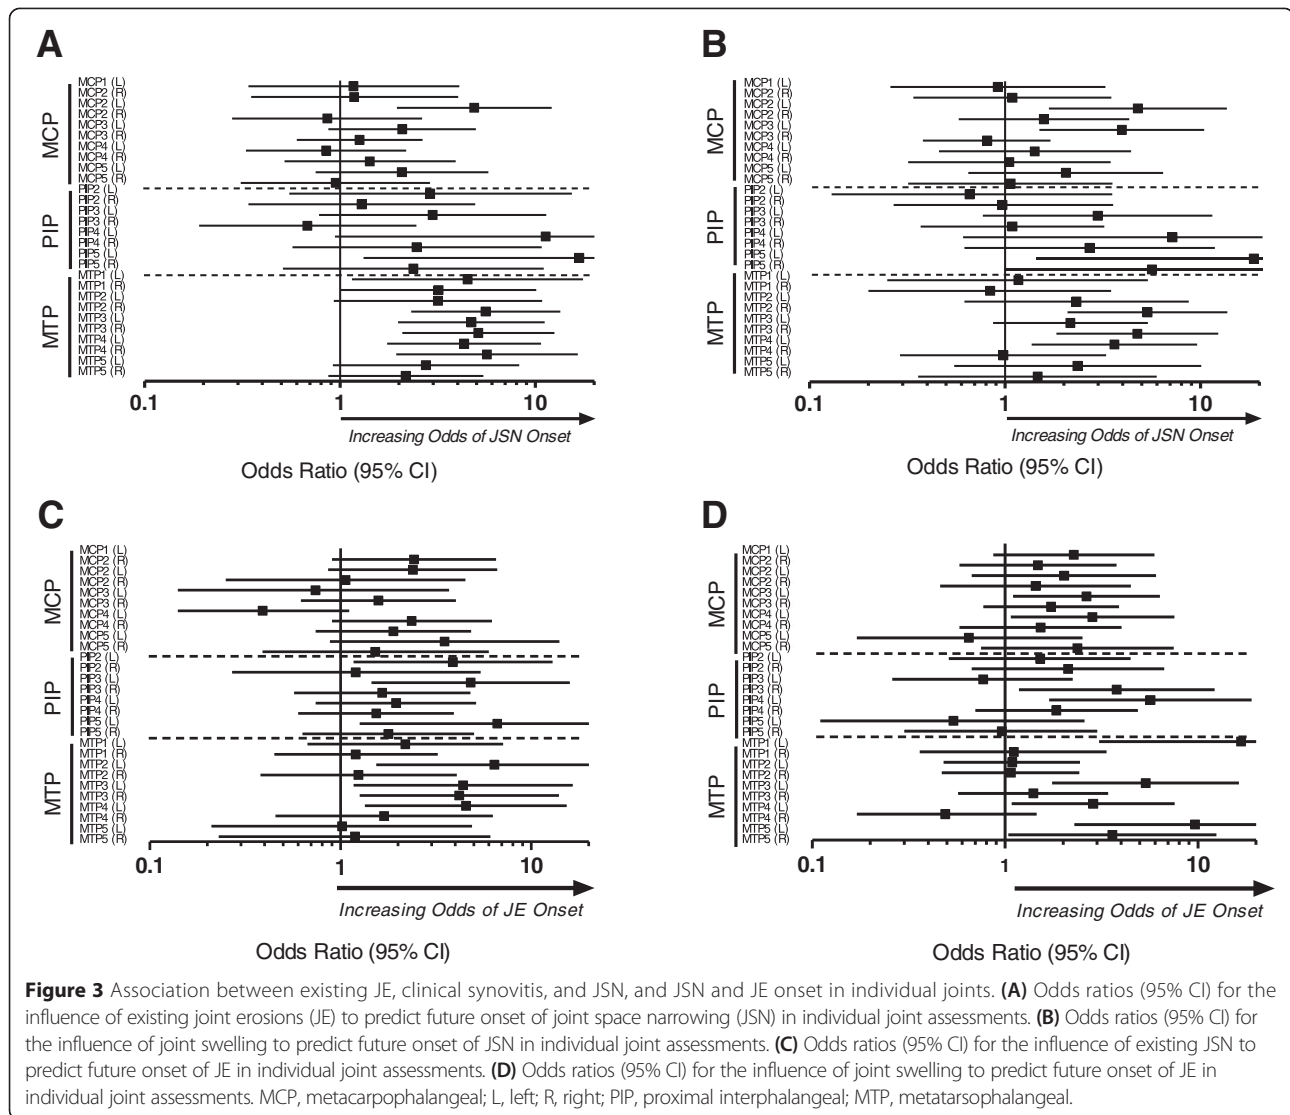 A
MCP
MCP1 (L)
MCP2 (R)
MCP2 (L)
MCP2 (R)
MCP3 (L)
MCP3 (R)
MCP4 (L)
MCP4 (R)
MCP5 (L)
MCP5 (R)
PIP
PIP2 (L)
PIP2 (R)
PIP3 (L)
PIP3 (R)
PIP4 (L)
PIP4 (R)
PIP5 (L)
PIP5 (R)
MTP
MTP1 (L)
MTP1 (R)
MTP2 (L)
MTP2 (R)
MTP3 (L)
MTP3 (R)
MTP4 (L)
MTP4 (R)
MTP5 (L)
MTP5 (R)
0.1 1 10
Increasing Odds of JSN Onset
Odds Ratio (95% CI)
B
MCP
MCP1 (L)
MCP2 (R)
MCP2 (L)
MCP2 (R)
MCP3 (L)
MCP3 (R)
MCP4 (L)
MCP4 (R)
MCP5 (L)
MCP5 (R)
PIP
PIP2 (L)
PIP2 (R)
PIP3 (L)
PIP3 (R)
PIP4 (L)
PIP4 (R)
PIP5 (L)
PIP5 (R)
MTP
MTP1 (L)
MTP1 (R)
MTP2 (L)
MTP2 (R)
MTP3 (L)
MTP3 (R)
MTP4 (L)
MTP4 (R)
MTP5 (L)
MTP5 (R)
0.1 1 10
Increasing Odds of JSN Onset
Odds Ratio (95% CI)
C
MCP
MCP1 (L)
MCP2 (R)
MCP2 (L)
MCP2 (R)
MCP3 (L)
MCP3 (R)
MCP4 (L)
MCP4 (R)
MCP5 (L)
MCP5 (R)
PIP
PIP2 (L)
PIP2 (R)
PIP3 (L)
PIP3 (R)
PIP4 (L)
PIP4 (R)
PIP5 (L)
PIP5 (R)
MTP
MTP1 (L)
MTP1 (R)
MTP2 (L)
MTP2 (R)
MTP3 (L)
MTP3 (R)
MTP4 (L)
MTP4 (R)
MTP5 (L)
MTP5 (R)
0.1 1 10
Increasing Odds of JE Onset
Odds Ratio (95% CI)
D
MCP
MCP1 (L)
MCP2 (R)
MCP2 (L)
MCP2 (R)
MCP3 (L)
MCP3 (R)
MCP4 (L)
MCP4 (R)
MCP5 (L)
MCP5 (R)
PIP
PIP2 (L)
PIP2 (R)
PIP3 (L)
PIP3 (R)
PIP4 (L)
PIP4 (R)
PIP5 (L)
PIP5 (R)
MTP
MTP1 (L)
MTP1 (R)
MTP2 (L)
MTP2 (R)
MTP3 (L)
MTP3 (R)
MTP4 (L)
MTP4 (R)
MTP5 (L)
MTP5 (R)
0.1 1 10
Increasing Odds of JE Onset
Odds Ratio (95% CI)
Figure 3 Association between existing JE, clinical synovitis, and JSN, and JSN and JE onset in individual joints. (A) Odds ratios (95% CI) for the
influence of existing joint erosions (JE) to predict future onset of joint space narrowing (JSN) in individual joint assessments. (B) Odds ratios (95% CI) for
the influence of joint swelling to predict future onset of JSN in individual joint assessments. (C) Odds ratios (95% CI) for the influence of existing JSN to
predict future onset of JE in individual joint assessments. (D) Odds ratios (95% CI) for the influence of joint swelling to predict future onset of JE in
individual joint assessments. MCP, metacarpophalangeal; L, left; R, right; PIP, proximal interphalangeal; MTP, metatarsophalangeal.